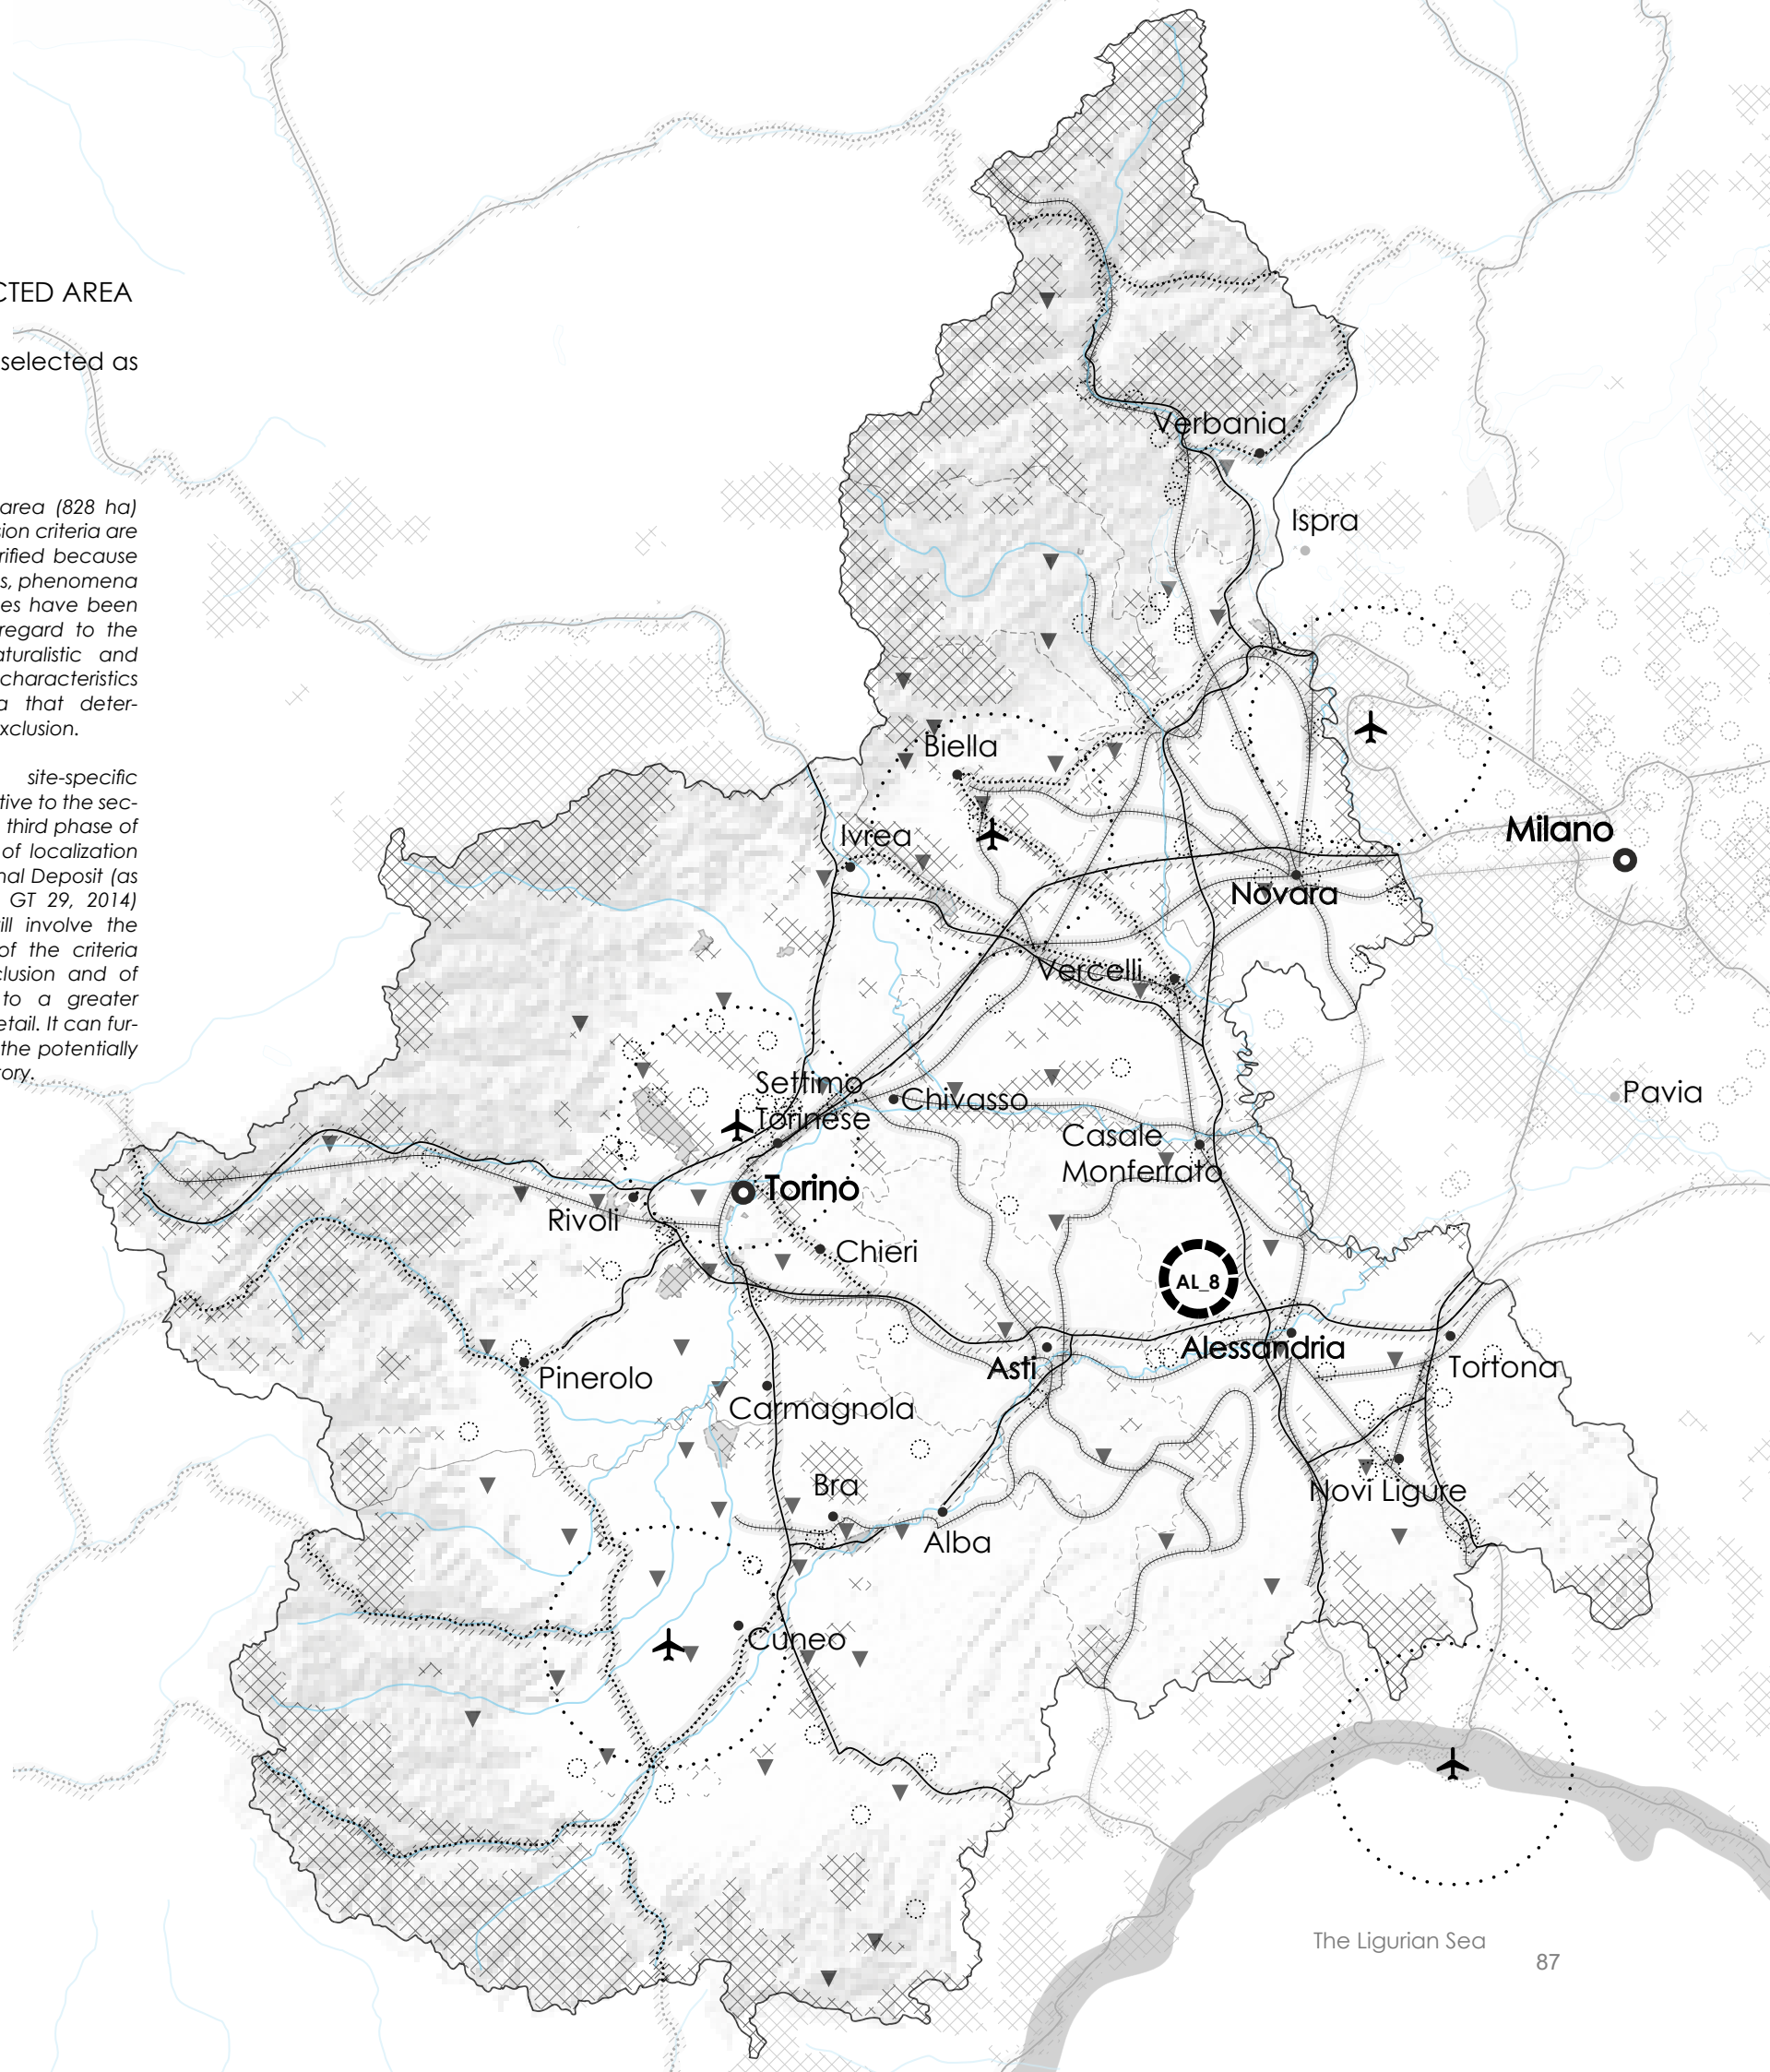 CTED AREA
selected as
area (828 ha)
sion criteria are
rified because
s, phenomena
es have been
regard to the
aturalistic and
characteristics
a that deter-
xclusion.
site-specific
tive to the sec-
third phase of
of localization
nal Deposit (as
GT 29, 2014)
ill involve the
of the criteria
clusion and of
to a greater
etail. It can fur-
the potentially
tory.
Verbania
Ispra
Biella
Ivrea
Milano
Novara
Vercelli
Settimo
Torinese
Chivasso
Pavia
Casale
Monferrato
Torino
Rivoli
Chieri
AL_8
Alessandria
Asti
Tortona
Pinerolo
Carmagnola
Bra
Novi Ligure
Alba
Cuneo
The Ligurian Sea
87